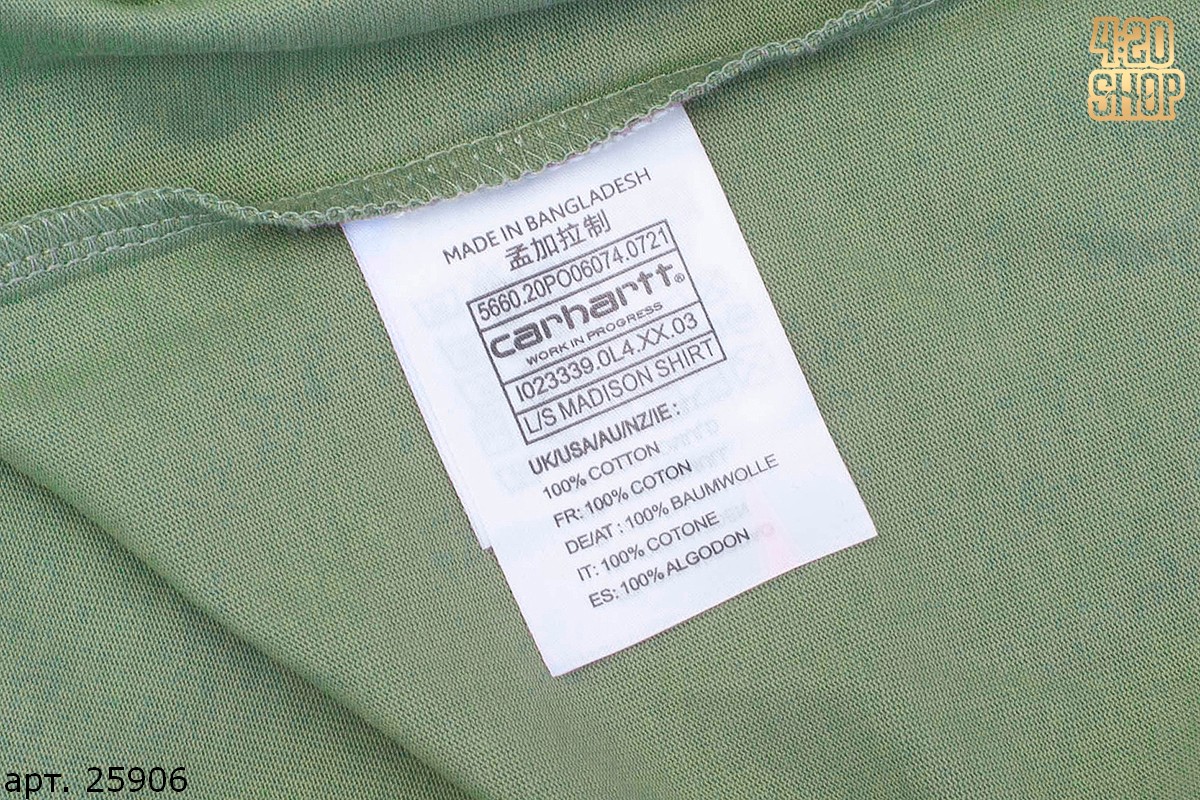 4:20
SHOP
MADE IN BANGLADESH
孟加拉制
5660.20PO06074.0721
carhartt®
WORK IN PROGRESS
I023339.0L4.XX.03
L/S MADISON SHIRT
UK/USA/AU/NZ/IE :
100% COTTON
FR: 100% COTON
DE/AT : 100% BAUMWOLLE
IT: 100% COTONE
ES: 100% ALGODON
арт. 25906